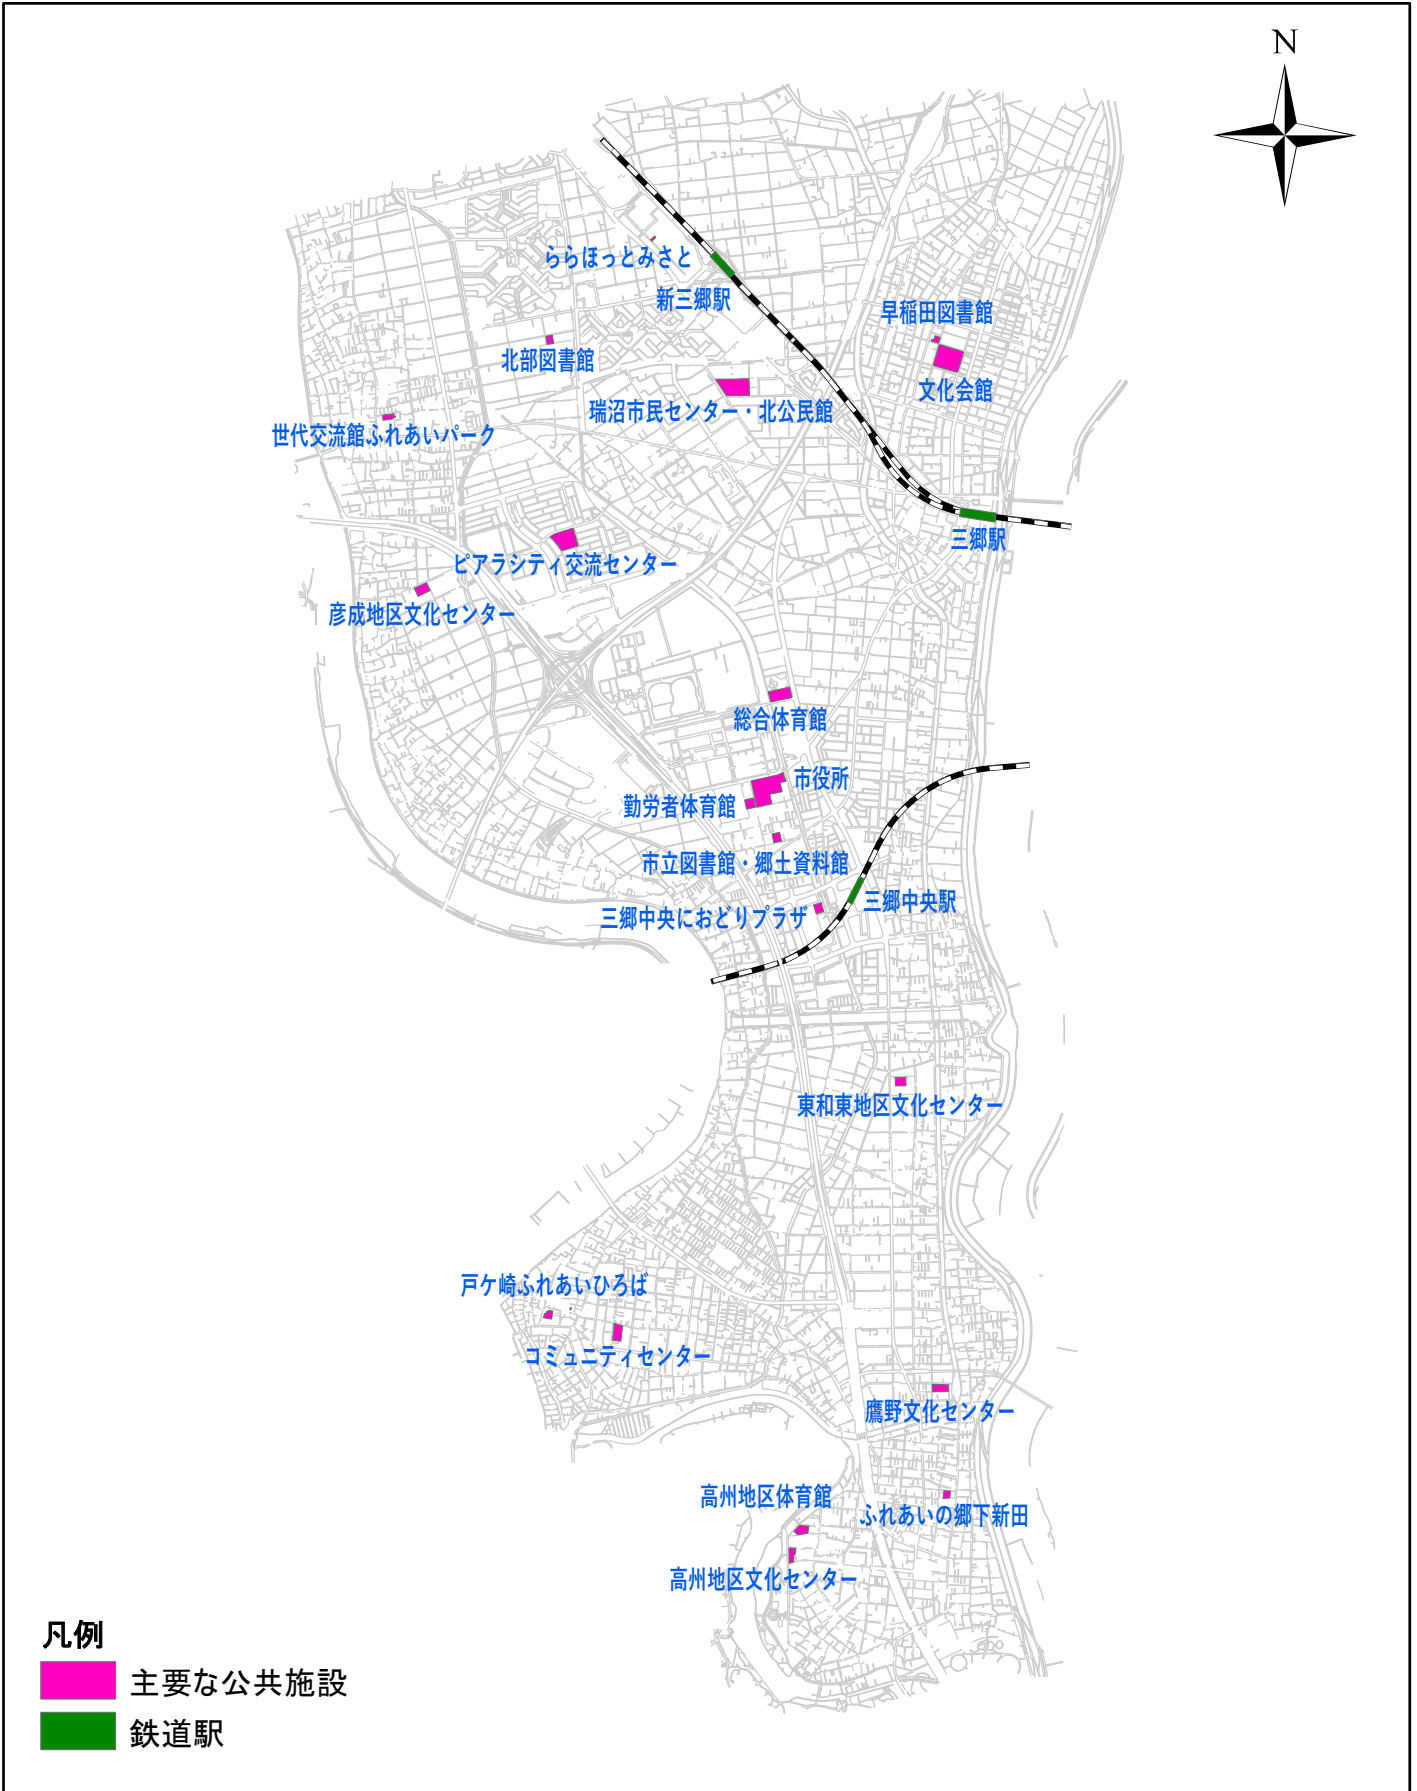 N
ららほっとみさと
新三郷駅
早稲田図書館
北部図書館
文化会館
瑞沼市民センター・北公民館
世代交流館ふれあいパーク
三郷駅
ピアラシティ交流センター
彦成地区文化センター
総合体育館
市役所
勤労者体育館
市立図書館・郷土資料館
三郷中央駅
三郷中央におどりプラザ
東和東地区文化センター
戸ケ崎ふれあいひろば
コミュニティセンター
鷹野文化センター
高州地区体育館
ふれあいの郷下新田
高州地区文化センター
凡例
主要な公共施設
鉄道駅